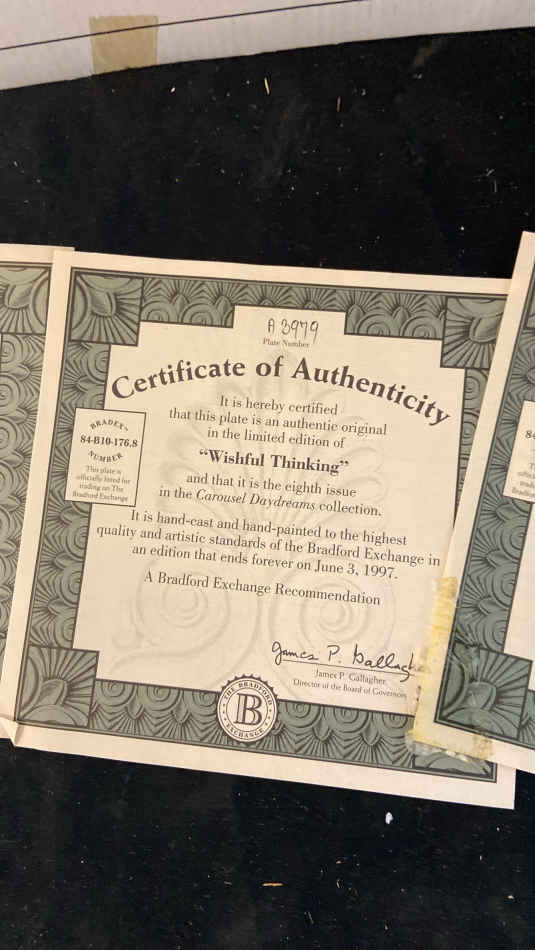 A 3979
Plate Number
Certificate of Authenticity
It is hereby certified
that this plate is an authentic original
in the limited edition of
“Wishful Thinking”
and that it is the eighth issue
in the Carousel Daydreams collection.
It is hand-cast and hand-painted to the highest
quality and artistic standards of the Bradford Exchange in
an edition that ends forever on June 3, 1997.
A Bradford Exchange Recommendation
BRADEX™
84-B10-176.8
NUMBER
This plate is
officially listed for
trading on The
Bradford Exchange
James P. Gallagher
James P. Gallagher,
Director of the Board of Governors
THE BRADFORD
B
EXCHANGE